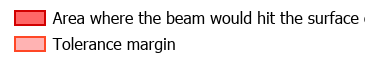 Area where the beam would hit the surface
Tolerance margin